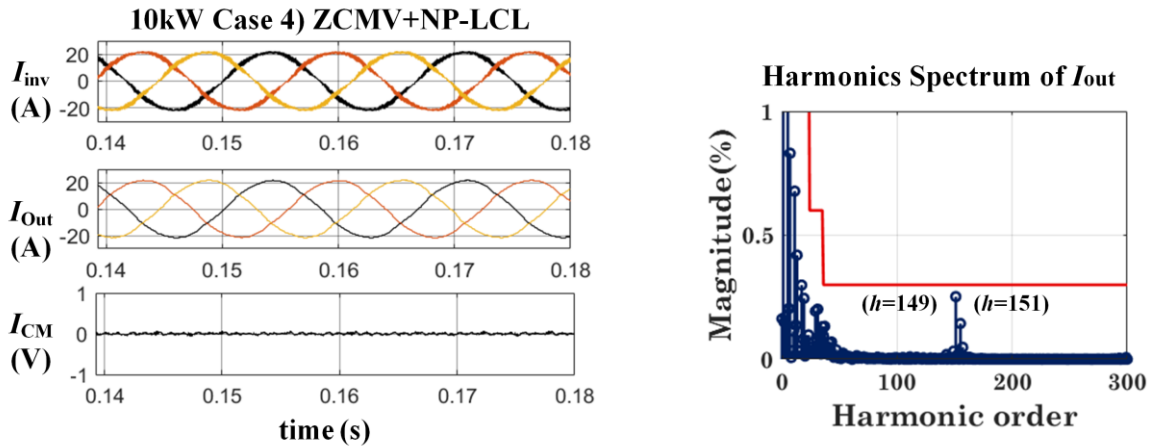 10kW Case 4) ZCMV+NP-LCL
I_inv
(A)
20
0
-20
0.14 0.15 0.16 0.17 0.18
I_Out
(A)
20
0
-20
0.14 0.15 0.16 0.17 0.18
I_CM
(V)
1
0
-1
0.14 0.15 0.16 0.17 0.18
time (s)
Harmonics Spectrum of I_out
Magnitude(%)
1
0.5
0
(h=149) (h=151)
0 100 200 300
Harmonic order